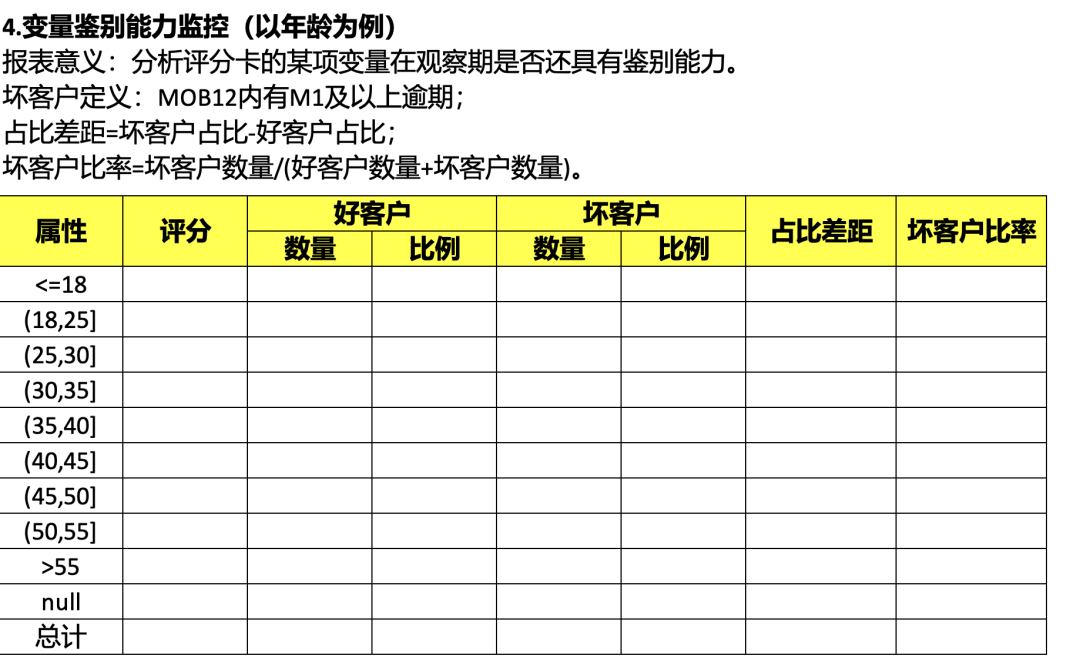 4.变量鉴别能力监控（以年龄为例）
报表意义：分析评分卡的某项变量在观察期是否还具有鉴别能力。
坏客户定义：MOB12内有M1及以上逾期；
占比差距=坏客户占比-好客户占比；
坏客户比率=坏客户数量/(好客户数量+坏客户数量)。
属性 评分 好客户 坏客户 占比差距 坏客户比率
数量 比例 数量 比例
<=18
(18,25]
(25,30]
(30,35]
(35,40]
(40,45]
(45,50]
(50,55]
>55
null
总计